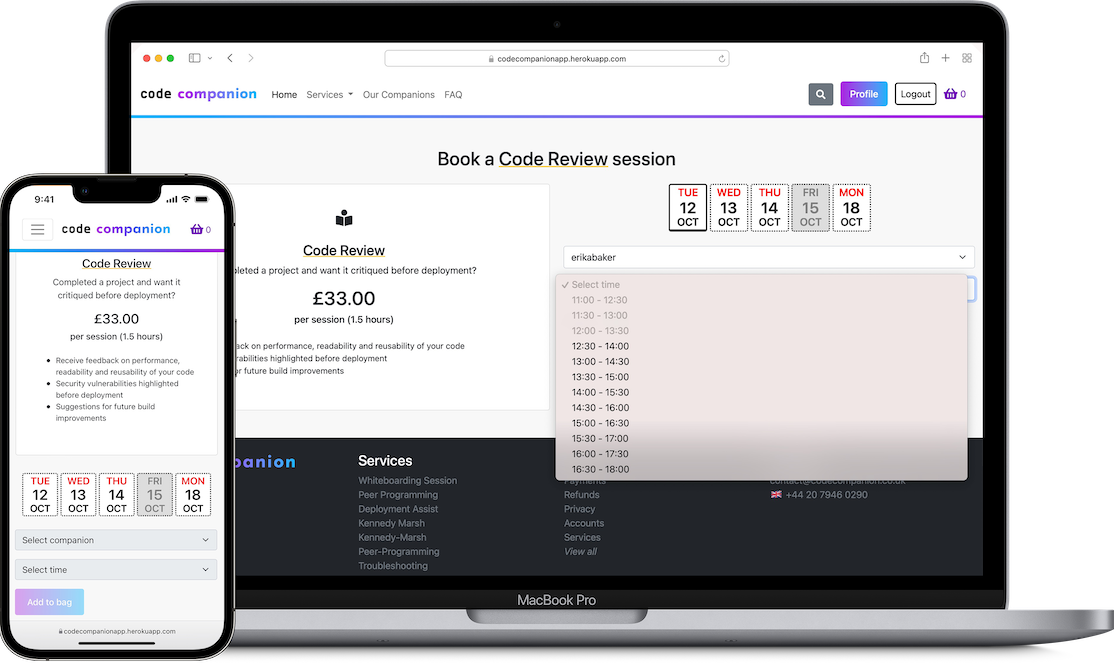 codecompanionapp.herokuapp.com
code companion Home Services Our Companions FAQ Profile Logout 0
Book a Code Review session
Code Review
pleted a project and want it critiqued before deployment?
£33.00
per session (1.5 hours)
ack on performance, readability and reusability of your code
rabilities highlighted before deployment
or future build improvements
TUE 12 OCT
WED 13 OCT
THU 14 OCT
FRI 15 OCT
MON 18 OCT
erikabaker
✓ Select time
11:00 - 12:30
11:30 - 13:00
12:00 - 13:30
12:30 - 14:00
13:00 - 14:30
13:30 - 15:00
14:00 - 15:30
14:30 - 16:00
15:00 - 16:30
15:30 - 17:00
16:00 - 17:30
16:30 - 18:00
panion
Services
Whiteboarding Session
Peer Programming
Deployment Assist
Kennedy Marsh
Kennedy-Marsh
Peer-Programming
Troubleshooting
Payments
Refunds
Privacy
Accounts
Services
View all
contact@codecompanion.co.uk
+44 20 7946 0290
MacBook Pro
9:41
code companion 0
Code Review
Completed a project and want it
critiqued before deployment?
£33.00
per session (1.5 hours)
• Receive feedback on performance,
readability and reusability of your code
• Security vulnerabilities highlighted
before deployment
• Suggestions for future build
improvements
TUE 12 OCT
WED 13 OCT
THU 14 OCT
FRI 15 OCT
MON 18 OCT
Select companion
Select time
Add to bag
codecompanionapp.herokuapp.com